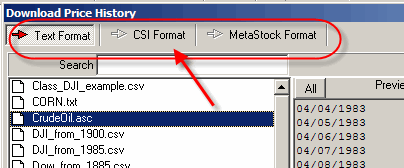 Download Price History
Text Format CSI Format MetaStock Format
Search
All
Class_DJI_example.csv
CORN.txt
CrudeOil.asc
DJI_from_1900.csv
DJI_from_1985.csv
Dow_from_1885.csv
04/04/1983
04/05/1983
04/06/1983
04/07/1983
04/08/1983